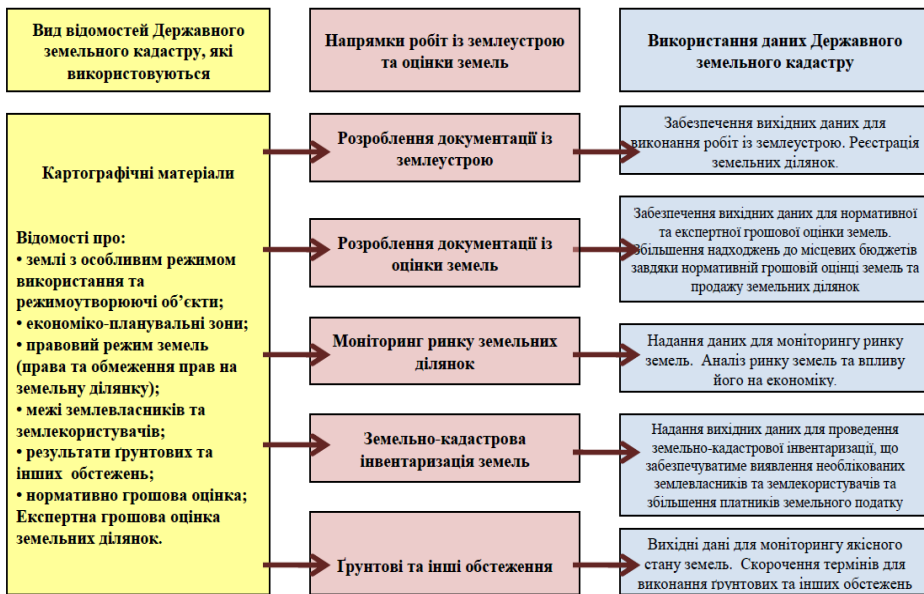 Вид відомостей Державного
земельного кадастру, які
використовуються
Напрямки робіт із землеустрою
та оцінки земель
Використання даних Державного
земельного кадастру
Картографічні матеріали
Відомості про:
• землі з особливим режимом
використання та
режимоутворюючі об’єкти;
• економіко-планувальні зони;
• правовий режим земель
(права та обмеження прав на
земельну ділянку);
• межі землевласників та
землекористувачів;
• результати ґрунтових та
інших обстежень;
• нормативно грошова оцінка;
Експертна грошова оцінка
земельних ділянок.
Розроблення документації із
землеустрою
Забезпечення вихідних даних для
виконання робіт із землеустрою. Реєстрація
земельних ділянок.
Розроблення документації із
оцінки земель
Забезпечення вихідних даних для нормативної
та експертної грошової оцінки земель.
Збільшення надходжень до місцевих бюджетів
завдяки нормативній грошовій оцінці земель та
продажу земельних ділянок
Моніторинг ринку земельних
ділянок
Надання даних для моніторингу ринку
земель. Аналіз ринку земель та впливу
його на економіку.
Земельно-кадастрова
інвентаризація земель
Надання вихідних даних для проведення
земельно-кадастрової інвентаризації, що
забезпечуватиме виявлення необлікованих
землевласників та землекористувачів та
збільшення платників земельного податку
Ґрунтові та інші обстеження
Вихідні дані для моніторингу якісного
стану земель. Скорочення термінів для
виконання ґрунтових та інших обстежень